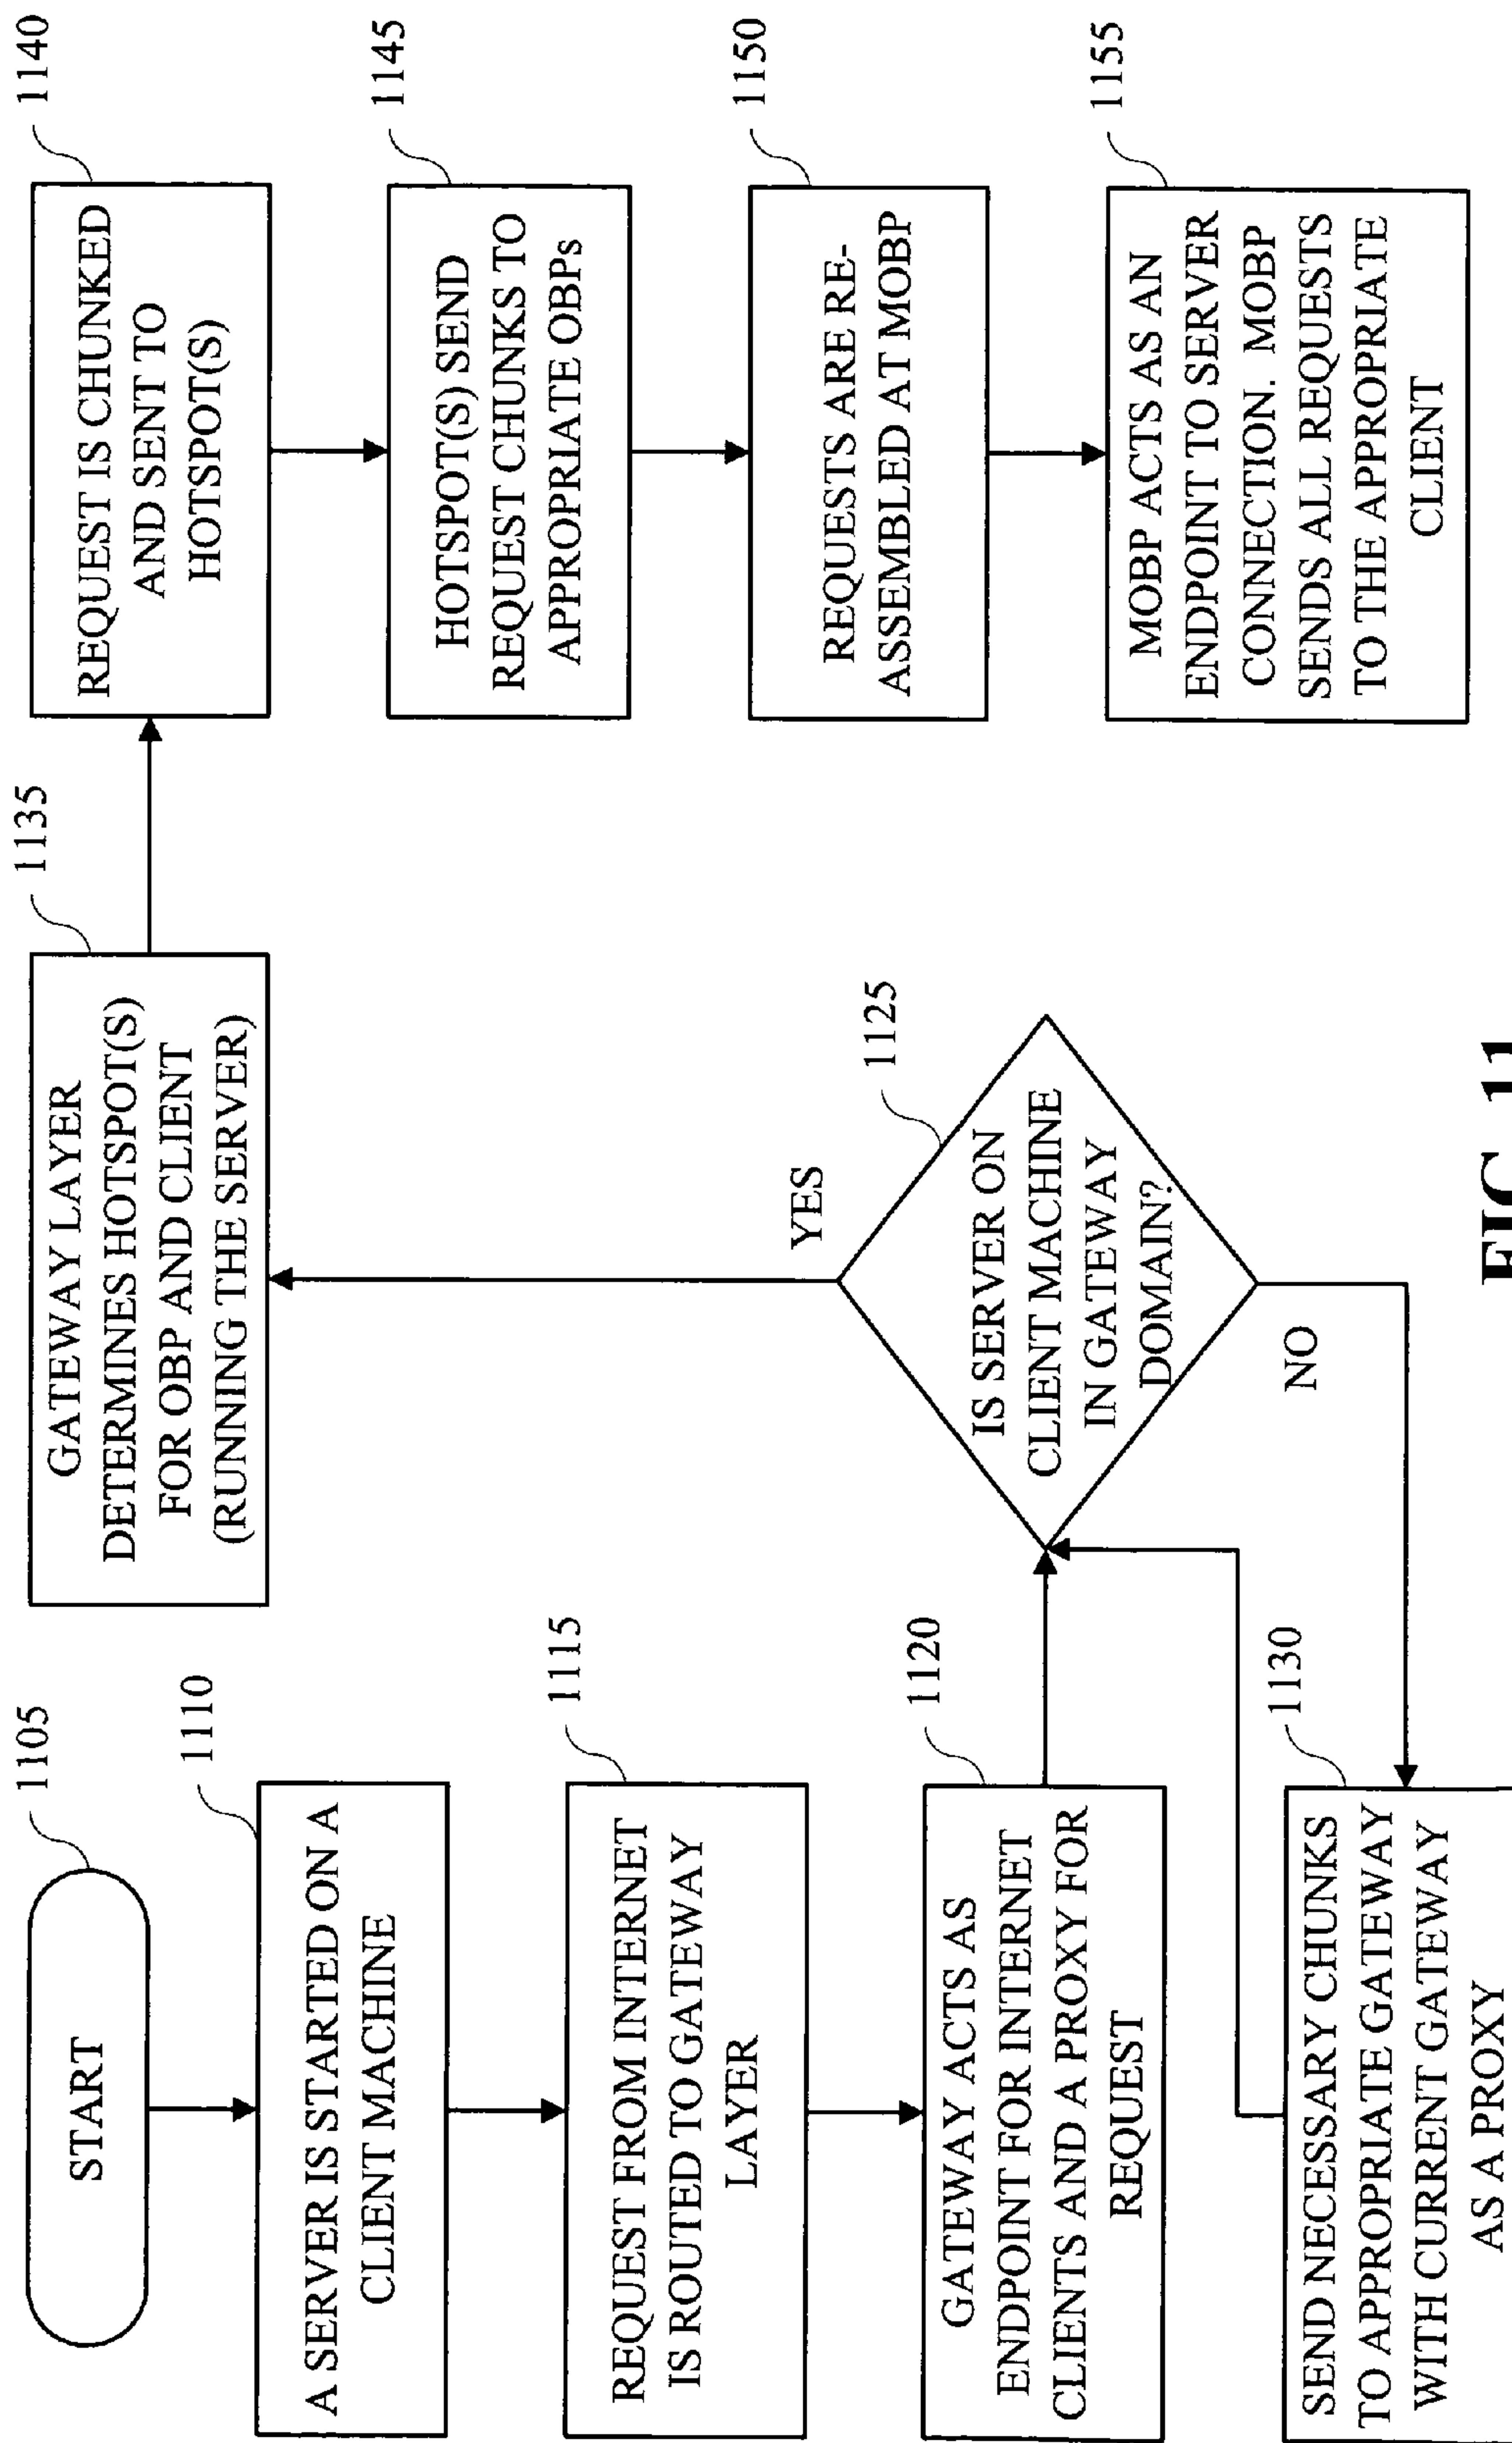 START
1105
A SERVER IS STARTED ON A
CLIENT MACHINE
1110
REQUEST FROM INTERNET
IS ROUTED TO GATEWAY
LAYER
1115
GATEWAY ACTS AS
ENDPOINT FOR INTERNET
CLIENTS AND A PROXY FOR
REQUEST
1120
IS SERVER ON
CLIENT MACHINE
IN GATEWAY
DOMAIN?
1125
YES
NO
SEND NECESSARY CHUNKS
TO APPROPRIATE GATEWAY
WITH CURRENT GATEWAY
AS A PROXY
1130
GATEWAY LAYER
DETERMINES HOTSPOT(S)
FOR OBP AND CLIENT
(RUNNING THE SERVER)
1135
REQUEST IS CHUNKED
AND SENT TO
HOTSPOT(S)
1140
HOTSPOT(S) SEND
REQUEST CHUNKS TO
APPROPRIATE OBPs
1145
REQUESTS ARE RE-
ASSEMBLED AT MOBP
1150
MOBP ACTS AS AN
ENDPOINT TO SERVER
CONNECTION. MOBP
SENDS ALL REQUESTS
TO THE APPROPRIATE
CLIENT
1155
FIG. 11